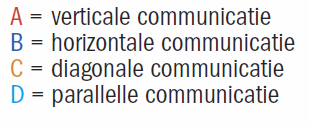 A = verticale communicatie
B = horizontale communicatie
C = diagonale communicatie
D = parallelle communicatie